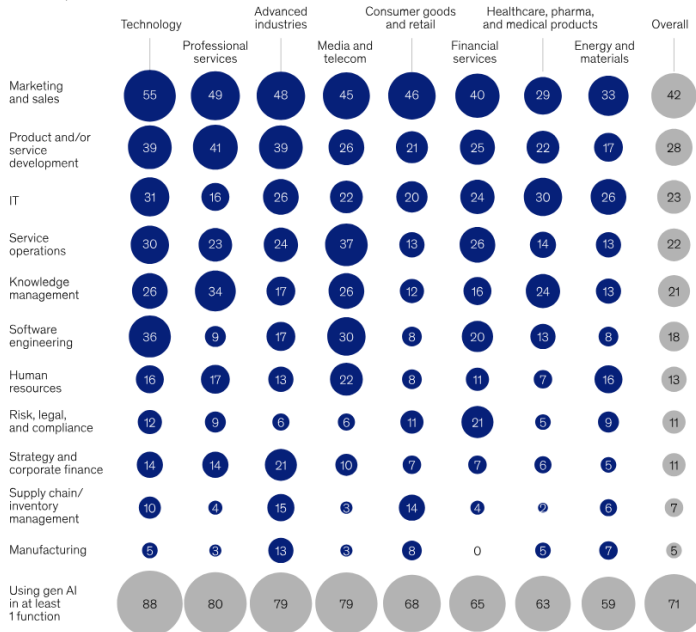 Technology
Professional
services
Advanced
industries
Media and
telecom
Consumer goods
and retail
Financial
services
Healthcare, pharma,
and medical products
Energy and
materials
Overall
Marketing
and sales
55 49 48 45 46 40 29 33 42
Product and/or
service
development
39 41 39 26 21 25 22 17 28
IT
31 16 26 22 20 24 30 26 23
Service
operations
30 23 24 37 13 26 14 13 22
Knowledge
management
26 34 17 26 12 16 24 13 21
Software
engineering
36 9 17 30 8 20 13 8 18
Human
resources
16 17 13 22 8 11 7 16 13
Risk, legal,
and compliance
12 9 6 6 11 21 5 9 11
Strategy and
corporate finance
14 14 21 10 7 7 6 5 11
Supply chain/
inventory
management
10 4 15 3 14 4 2 6 7
Manufacturing
5 3 13 3 8 0 5 7 5
Using gen AI
in at least
1 function
88 80 79 79 68 65 63 59 71